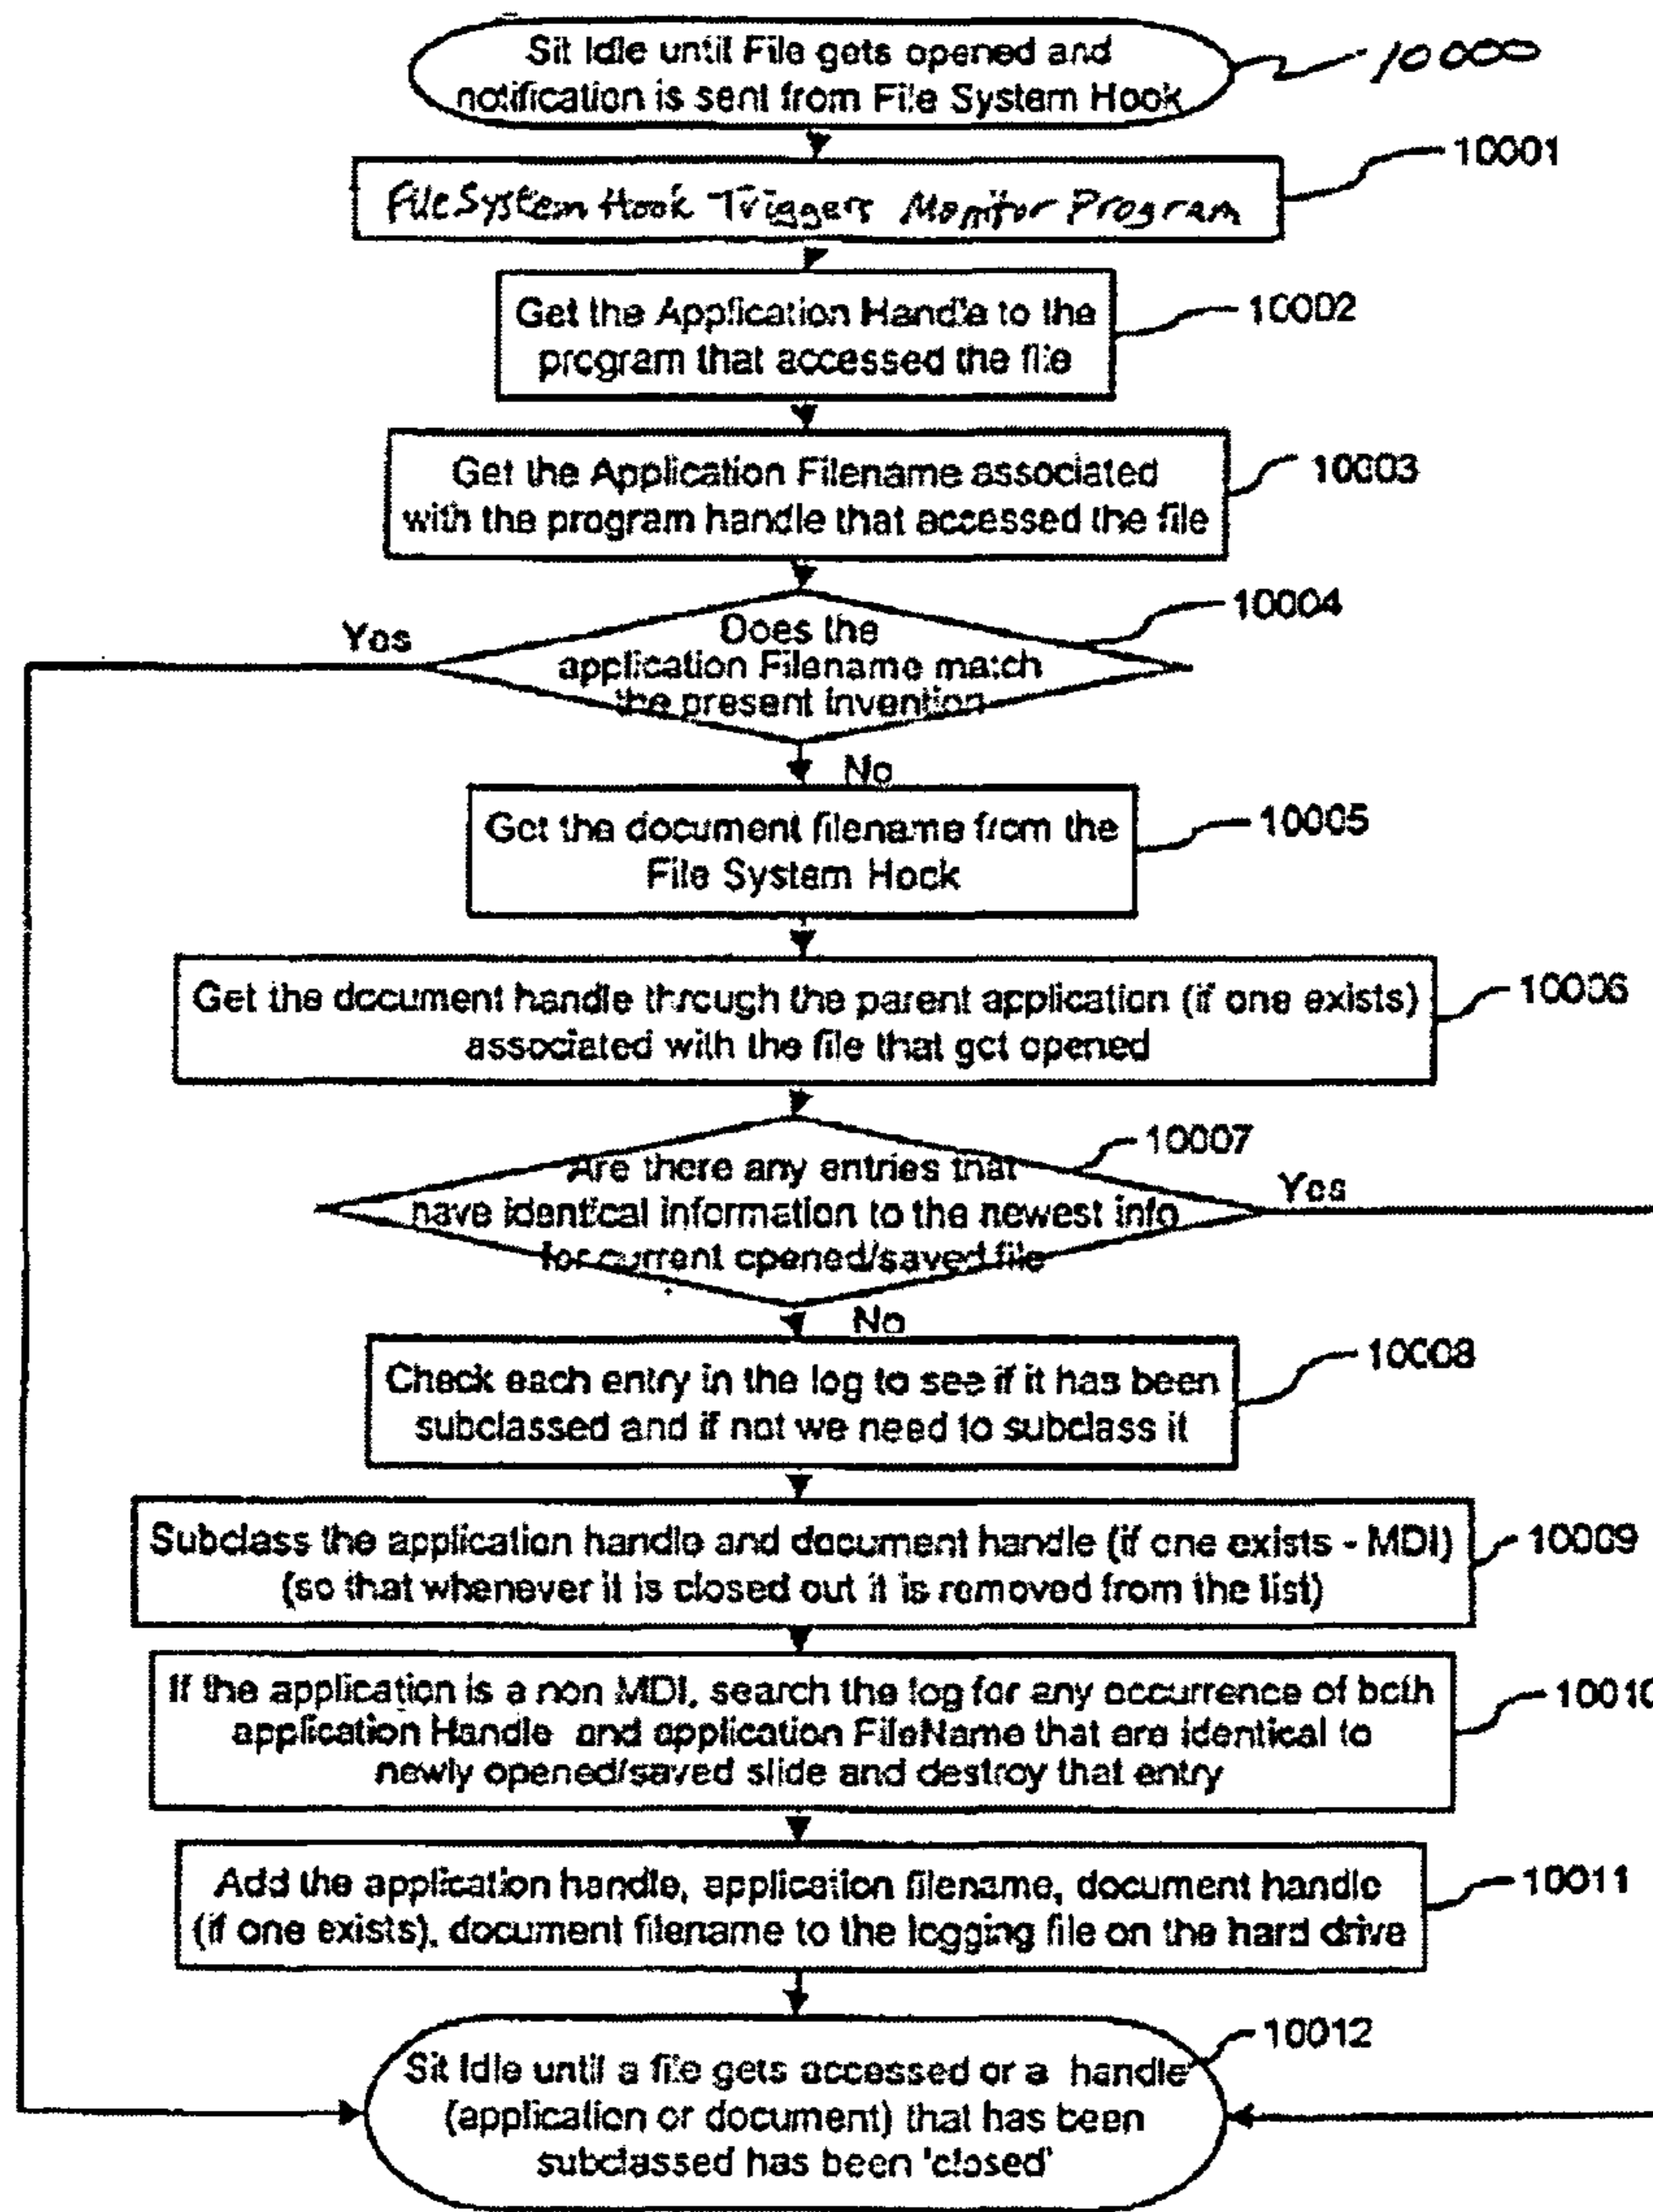 Sit Idle until File gets opened and
notification is sent from File System Hook
10000
File System Hook Triggers Monitor Program
10001
Get the Application Handle to the
program that accessed the file
10002
Get the Application Filename associated
with the program handle that accessed the file
10003
Does the
application Filename match
the present invention
10004
Yes
No
Get the document filename from the
File System Hook
10005
Get the document handle through the parent application (if one exists)
associated with the file that got opened
10006
Are there any entries that
have identical information to the newest info
for current opened/saved file
10007
Yes
No
Check each entry in the log to see if it has been
subclassed and if not we need to subclass it
10008
Subclass the application handle and document handle (if one exists - MDI)
(so that whenever it is closed out it is removed from the list)
10009
If the application is a non MDI, search the log for any occurrence of both
application Handle and application FileName that are identical to
newly opened/saved slide and destroy that entry
10010
Add the application handle, application filename, document handle
(if one exists), document filename to the logging file on the hard drive
10011
Sit Idle until a file gets accessed or a handle
(application or document) that has been
subclassed has been 'closed'
10012